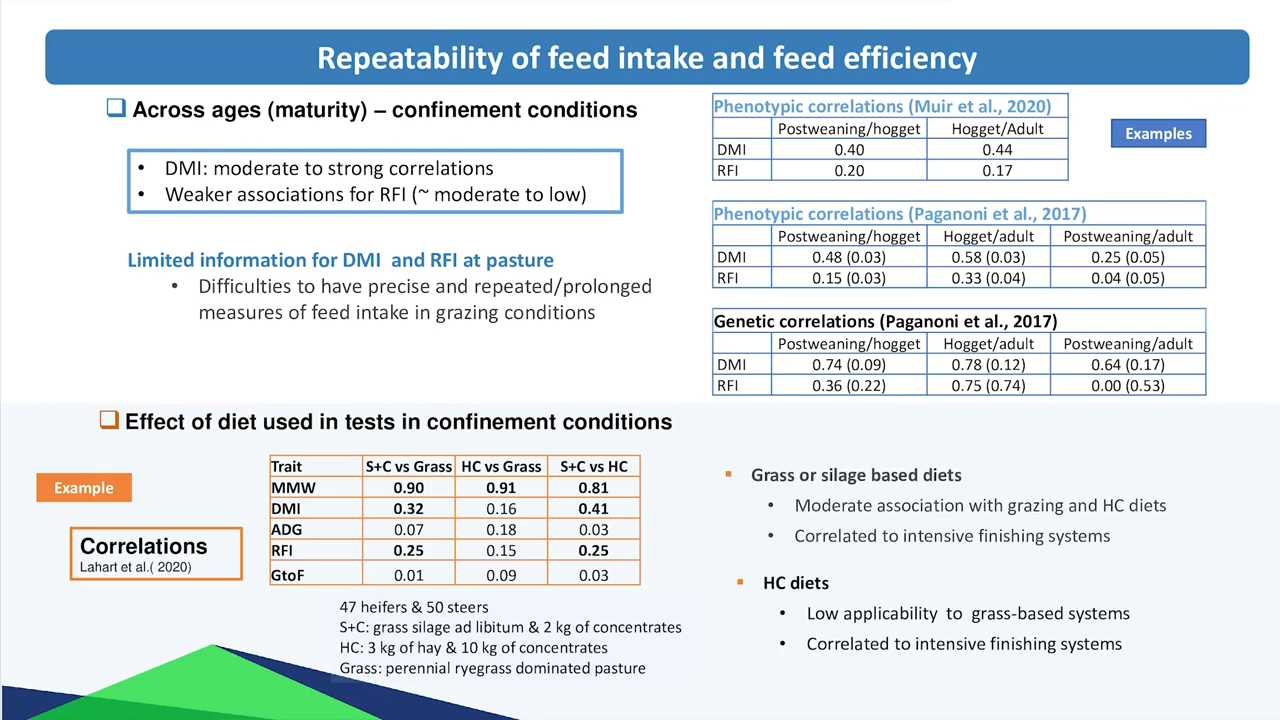 Repeatability of feed intake and feed efficiency
Across ages (maturity) – confinement conditions
• DMI: moderate to strong correlations
• Weaker associations for RFI (~ moderate to low)
Limited information for DMI and RFI at pasture
• Difficulties to have precise and repeated/prolonged
measures of feed intake in grazing conditions
Phenotypic correlations (Muir et al., 2020)
Postweaning/hogget Hogget/Adult
DMI 0.40 0.44
RFI 0.20 0.17
Examples
Phenotypic correlations (Paganoni et al., 2017)
Postweaning/hogget Hogget/adult Postweaning/adult
DMI 0.48 (0.03) 0.58 (0.03) 0.25 (0.05)
RFI 0.15 (0.03) 0.33 (0.04) 0.04 (0.05)
Genetic correlations (Paganoni et al., 2017)
Postweaning/hogget Hogget/adult Postweaning/adult
DMI 0.74 (0.09) 0.78 (0.12) 0.64 (0.17)
RFI 0.36 (0.22) 0.75 (0.74) 0.00 (0.53)
Effect of diet used in tests in confinement conditions
Example
Correlations
Lahart et al.( 2020)
Trait S+C vs Grass HC vs Grass S+C vs HC
MMW 0.90 0.91 0.81
DMI 0.32 0.16 0.41
ADG 0.07 0.18 0.03
RFI 0.25 0.15 0.25
GtoF 0.01 0.09 0.03
47 heifers & 50 steers
S+C: grass silage ad libitum & 2 kg of concentrates
HC: 3 kg of hay & 10 kg of concentrates
Grass: perennial ryegrass dominated pasture
▪ Grass or silage based diets
• Moderate association with grazing and HC diets
• Correlated to intensive finishing systems
▪ HC diets
• Low applicability to grass-based systems
• Correlated to intensive finishing systems